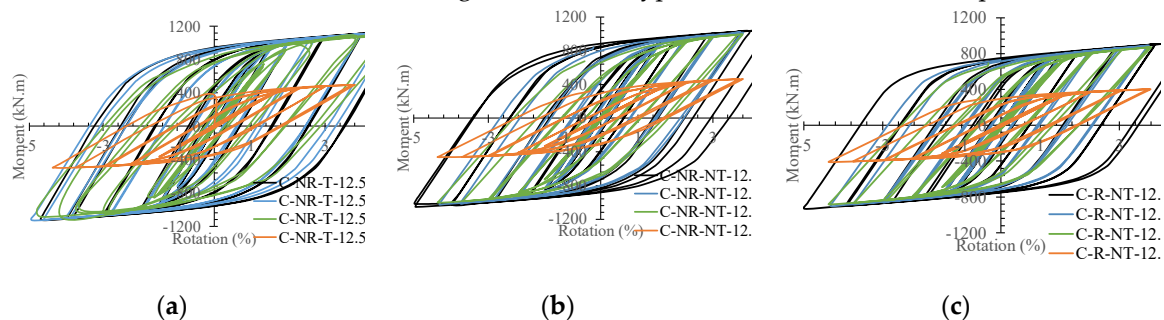 1200
800
400
-5
-3
1
3
-400
-800
-1200
Moment (kN.m)
Rotation (%)
C-NR-T-12.5
C-NR-T-12.5
C-NR-T-12.5
C-NR-T-12.5
(a)
1200
800
400
-5
-3
3
-1200
Moment (kN.m)
Rotation (%)
C-NR-NT-12.
C-NR-NT-12.
C-NR-NT-12.
C-NR-NT-12.
(b)
1200
800
400
-5
-400
-800
-1200
Moment (kN.m)
Rotation (%)
C-R-NT-12.
C-R-NT-12.
C-R-NT-12.
C-R-NT-12.
(c)